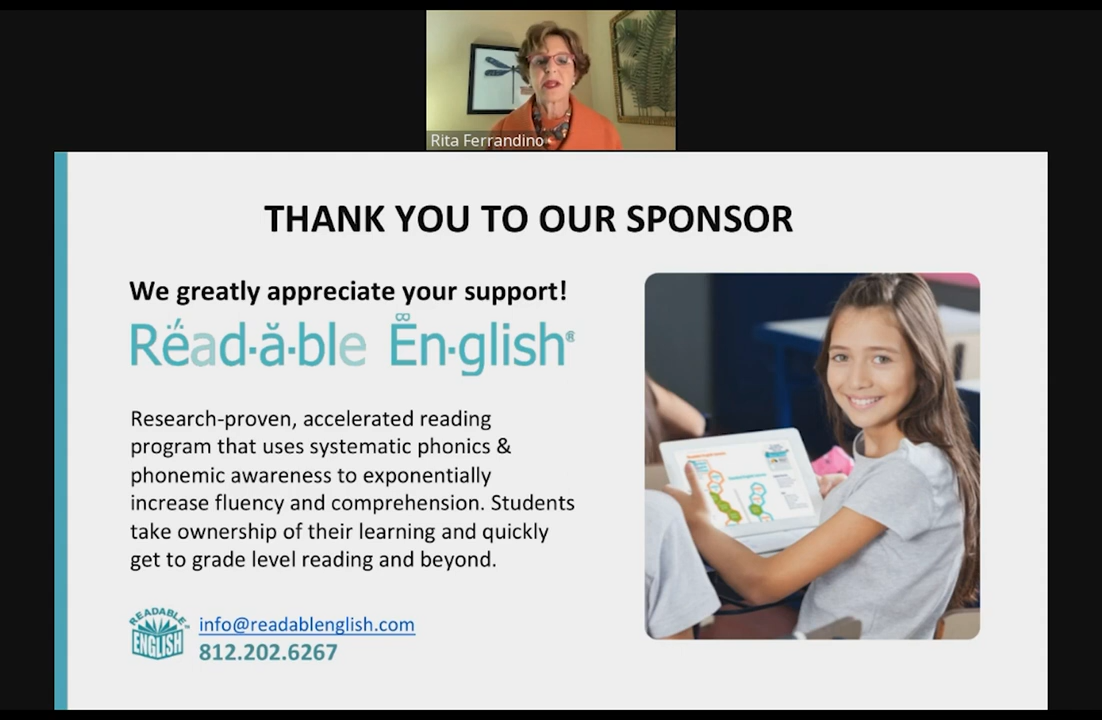 Rita Ferrandino
THANK YOU TO OUR SPONSOR
We greatly appreciate your support!
Rëad·ă·ble Ën·glish®
Research-proven, accelerated reading
program that uses systematic phonics &
phonemic awareness to exponentially
increase fluency and comprehension. Students
take ownership of their learning and quickly
get to grade level reading and beyond.
READABLE
ENGLISH
info@readablenglish.com
812.202.6267